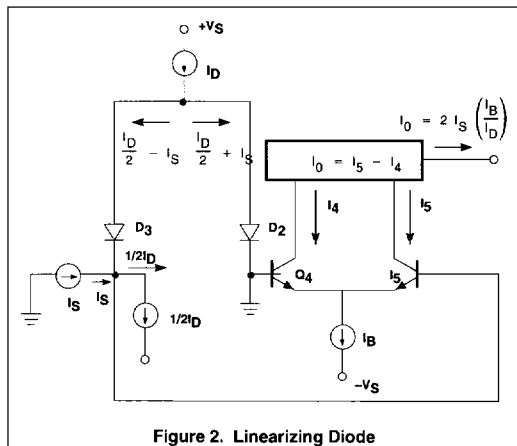 +VS
ID
ID/2 − IS
ID/2 + IS
I0 = 2 IS (IB/ID)
I0 = I5 − I4
I4
I5
D3
D2
1/2ID
Q4
I5
IS
IS
1/2ID
IB
−VS
Figure 2. Linearizing Diode